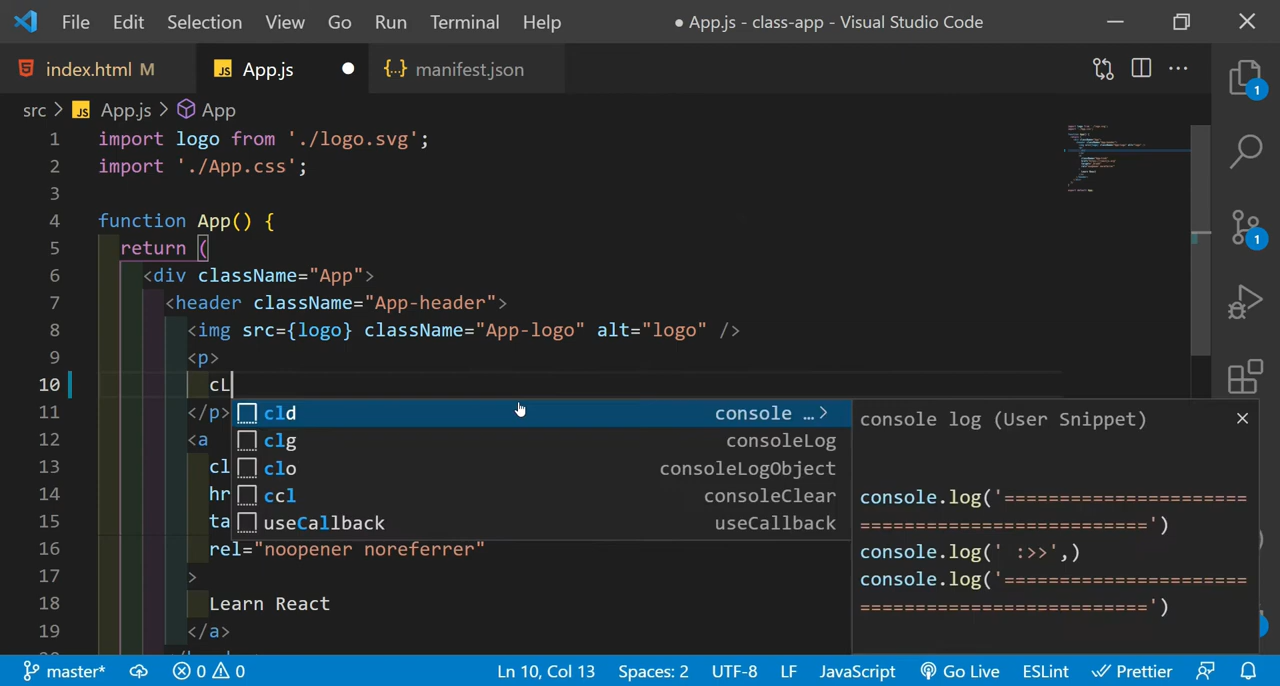 File Edit Selection View Go Run Terminal Help ● App.js - class-app - Visual Studio Code
index.html M JS App.js ● {..} manifest.json
src > JS App.js > App
1 import logo from './logo.svg';
2 import './App.css';
3
4 function App() {
5 return (
6 <div className="App">
7 <header className="App-header">
8 <img src={logo} className="App-logo" alt="logo" />
9 <p>
10 cL
11 </p>
12 <a
13 cl
14 hr
15 ta
16 rel="noopener noreferrer"
17 >
18 Learn React
19 </a>
cld console …>
clg consoleLog
clo consoleLogObject
ccl consoleClear
useCallback useCallback
console log (User Snippet)
console.log('======================
==========================')
console.log(' :>>',)
console.log('======================
==========================')
1
1
master* 0 0 Ln 10, Col 13 Spaces: 2 UTF-8 LF JavaScript Go Live ESLint Prettier